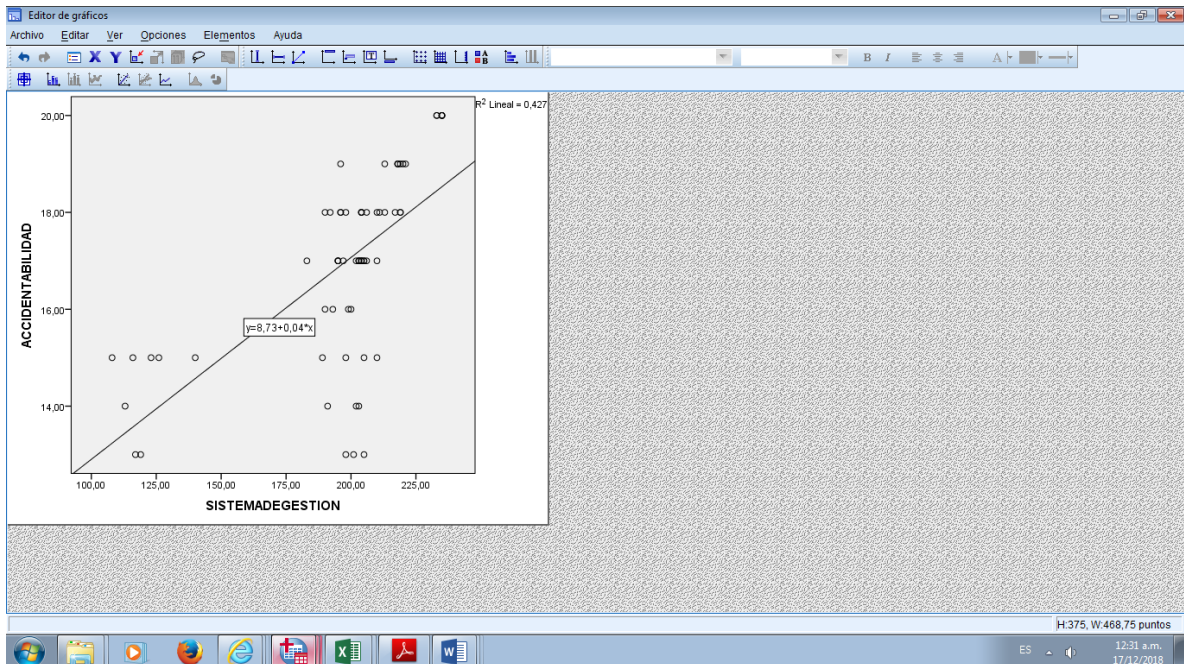 Editor de gráficos
Archivo Editar Ver Opciones Elementos Ayuda
X Y
B I A
R2 Lineal = 0,427
20,00
18,00
16,00
14,00
ACCIDENTABILIDAD
y=8,73+0,04*x
100,00 125,00 150,00 175,00 200,00 225,00
SISTEMADEGESTION
H:375, W:468,75 puntos
ES 12:31 a.m.
17/12/2018